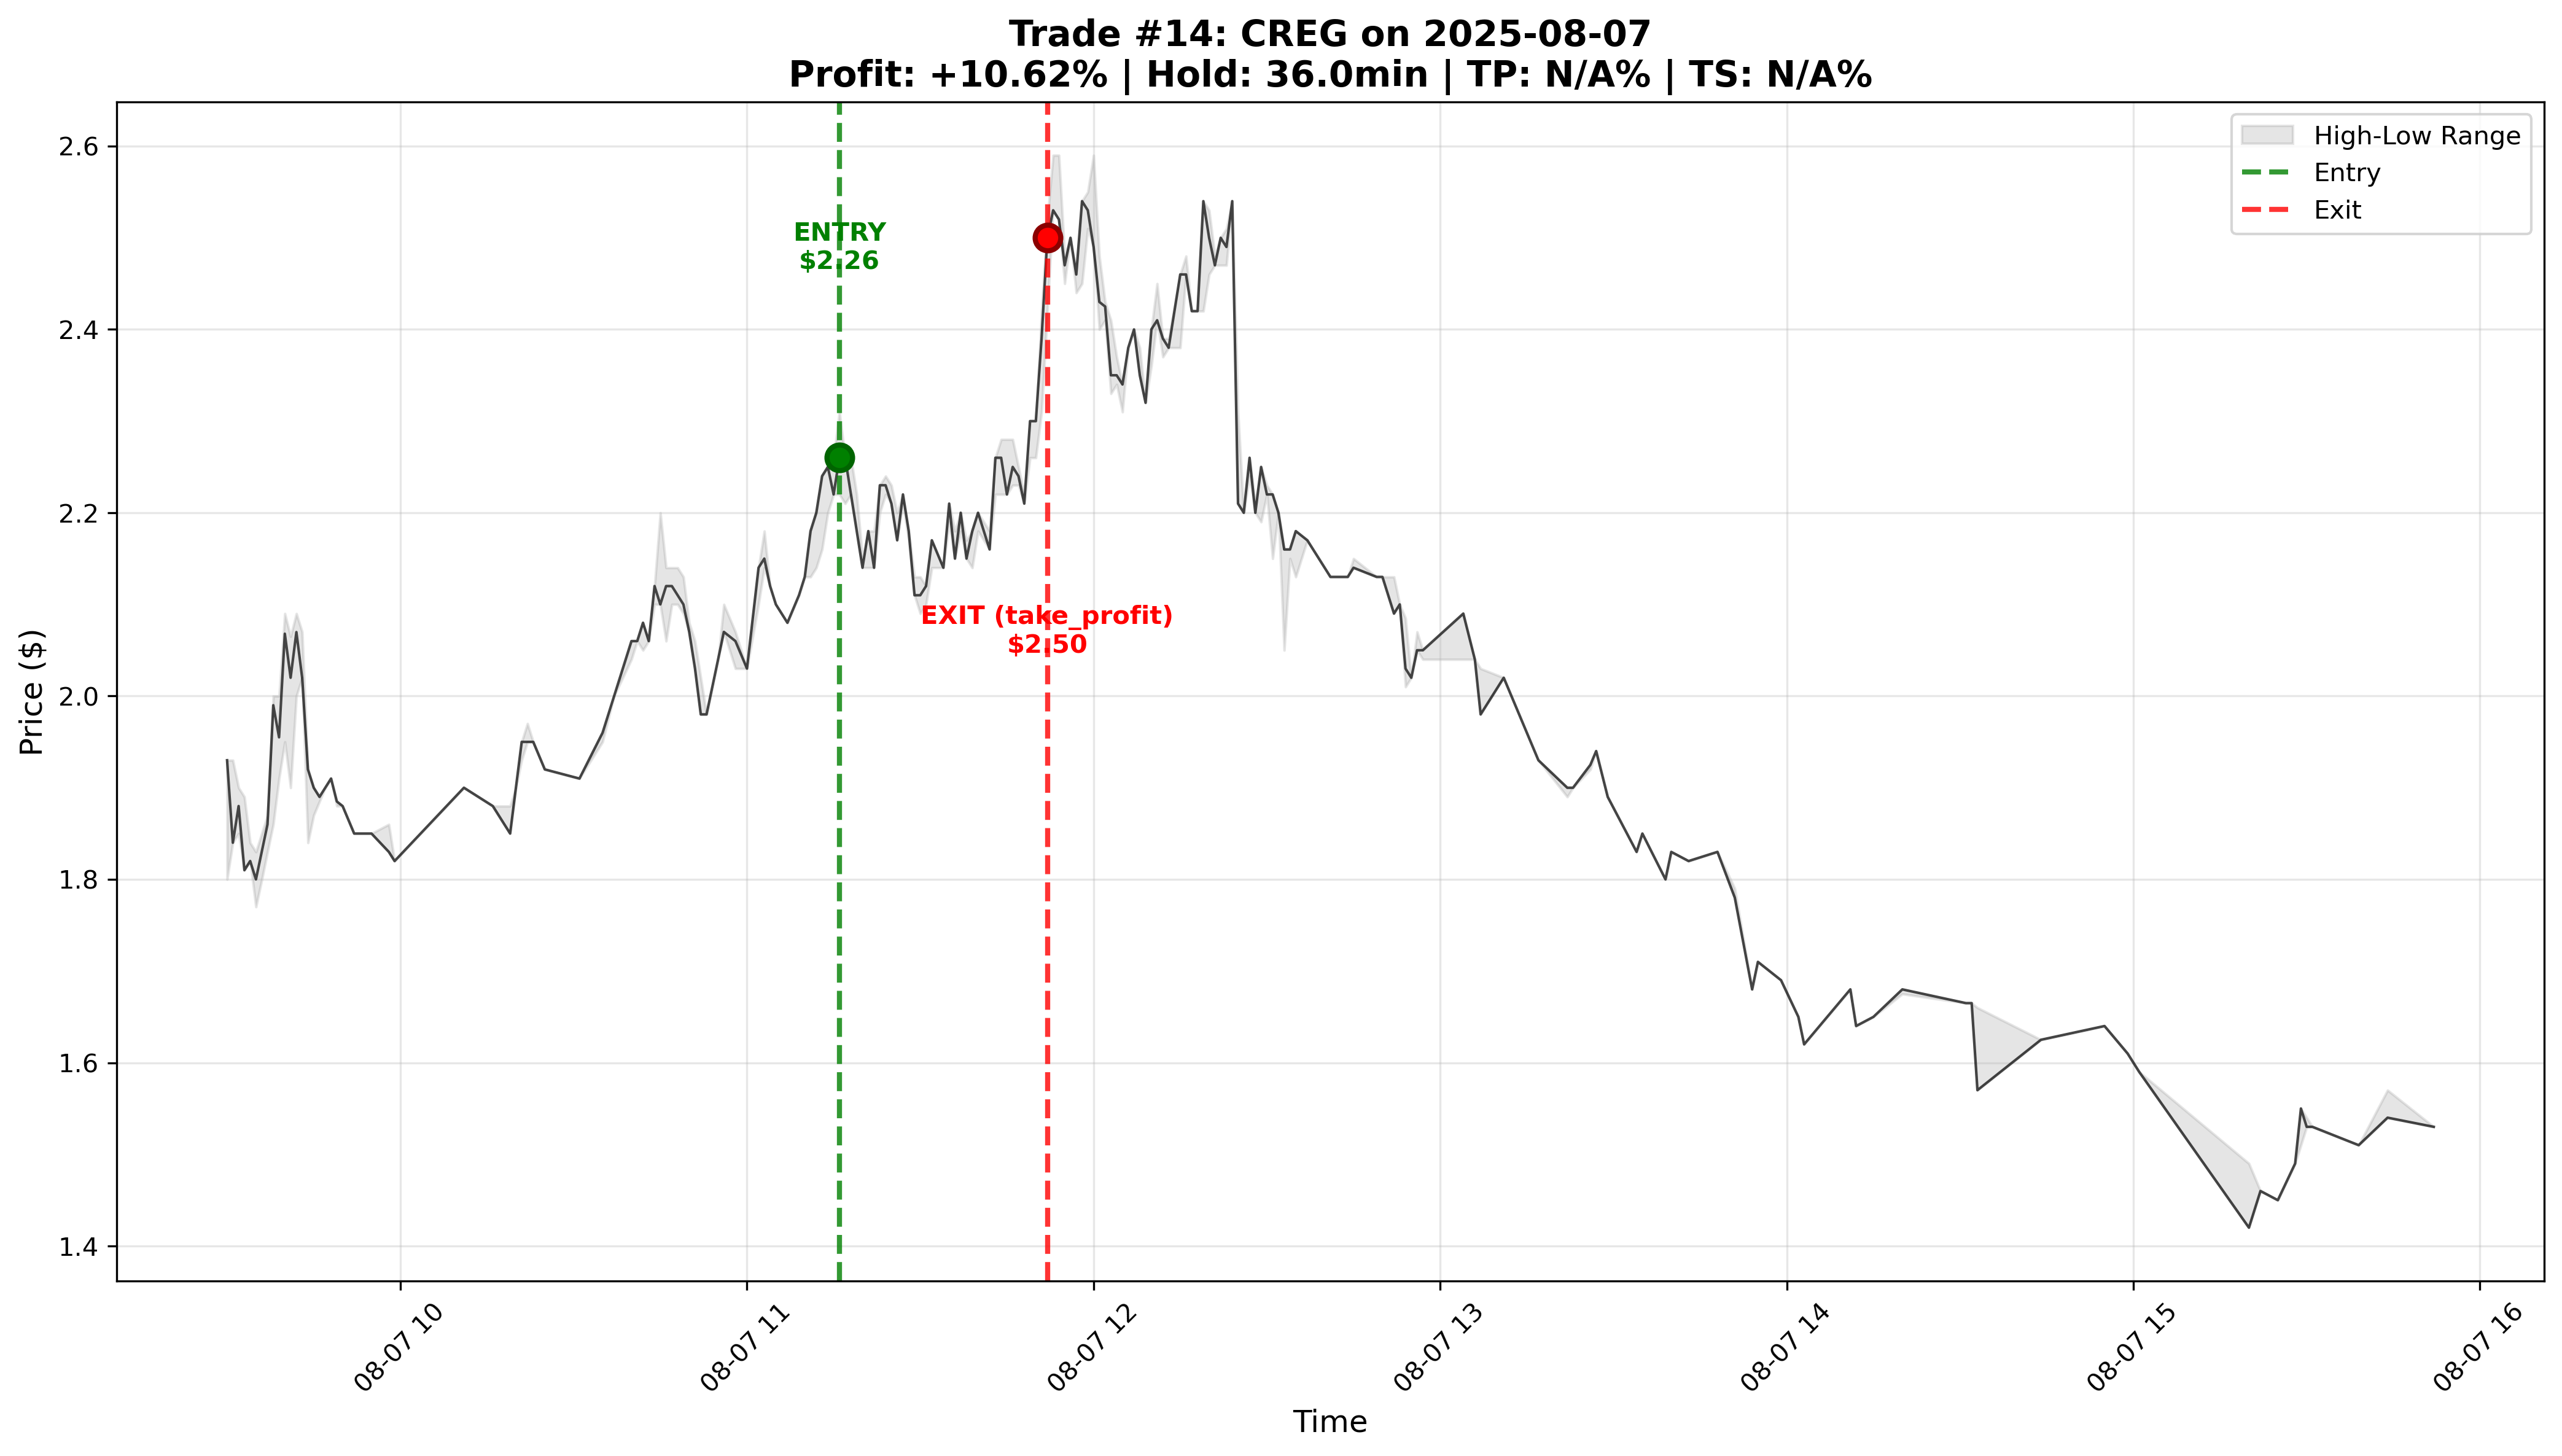 Trade #14: CREG on 2025-08-07
Profit: +10.62% | Hold: 36.0min | TP: N/A% | TS: N/A%
High-Low Range
Entry
Exit
ENTRY
$2.26
EXIT (take_profit)
$2.50
Price ($)
2.6
2.4
2.2
2.0
1.8
1.6
1.4
08-07 10
08-07 11
08-07 12
08-07 13
08-07 14
08-07 15
08-07 16
Time